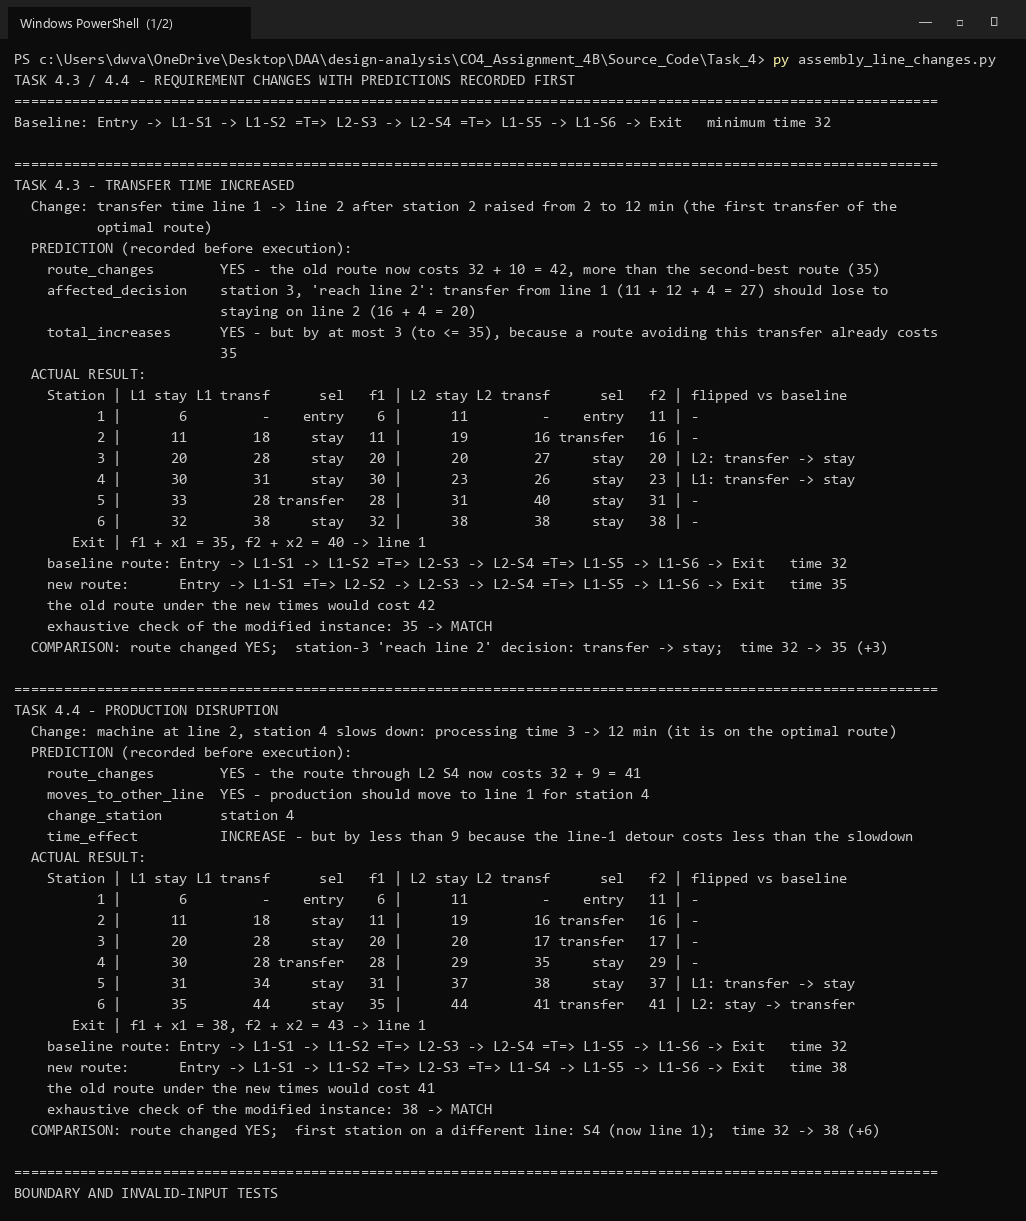 Windows PowerShell  (1/2)
PS c:\Users\dwva\OneDrive\Desktop\DAA\design-analysis\CO4_Assignment_4B\Source_Code\Task_4> py assembly_line_changes.py
TASK 4.3 / 4.4 - REQUIREMENT CHANGES WITH PREDICTIONS RECORDED FIRST
================================================================================================================
Baseline: Entry -> L1-S1 -> L1-S2 =T=> L2-S3 -> L2-S4 =T=> L1-S5 -> L1-S6 -> Exit   minimum time 32
================================================================================================================
TASK 4.3 - TRANSFER TIME INCREASED
  Change: transfer time line 1 -> line 2 after station 2 raised from 2 to 12 min (the first transfer of the
          optimal route)
  PREDICTION (recorded before execution):
    route_changes        YES - the old route now costs 32 + 10 = 42, more than the second-best route (35)
    affected_decision    station 3, 'reach line 2': transfer from line 1 (11 + 12 + 4 = 27) should lose to
                         staying on line 2 (16 + 4 = 20)
    total_increases      YES - but by at most 3 (to <= 35), because a route avoiding this transfer already costs
                         35
  ACTUAL RESULT:
    Station | L1 stay L1 transf      sel   f1 | L2 stay L2 transf      sel   f2 | flipped vs baseline
          1 |       6         -    entry    6 |      11         -    entry   11 | -
          2 |      11        18     stay   11 |      19        16 transfer   16 | -
          3 |      20        28     stay   20 |      20        27     stay   20 | L2: transfer -> stay
          4 |      30        31     stay   30 |      23        26     stay   23 | L1: transfer -> stay
          5 |      33        28 transfer   28 |      31        40     stay   31 | -
          6 |      32        38     stay   32 |      38        38     stay   38 | -
       Exit | f1 + x1 = 35, f2 + x2 = 40 -> line 1
    baseline route: Entry -> L1-S1 -> L1-S2 =T=> L2-S3 -> L2-S4 =T=> L1-S5 -> L1-S6 -> Exit   time 32
    new route:      Entry -> L1-S1 =T=> L2-S2 -> L2-S3 -> L2-S4 =T=> L1-S5 -> L1-S6 -> Exit   time 35
    the old route under the new times would cost 42
    exhaustive check of the modified instance: 35 -> MATCH
  COMPARISON: route changed YES;  station-3 'reach line 2' decision: transfer -> stay;  time 32 -> 35 (+3)
================================================================================================================
TASK 4.4 - PRODUCTION DISRUPTION
  Change: machine at line 2, station 4 slows down: processing time 3 -> 12 min (it is on the optimal route)
  PREDICTION (recorded before execution):
    route_changes        YES - the route through L2 S4 now costs 32 + 9 = 41
    moves_to_other_line  YES - production should move to line 1 for station 4
    change_station       station 4
    time_effect          INCREASE - but by less than 9 because the line-1 detour costs less than the slowdown
  ACTUAL RESULT:
    Station | L1 stay L1 transf      sel   f1 | L2 stay L2 transf      sel   f2 | flipped vs baseline
          1 |       6         -    entry    6 |      11         -    entry   11 | -
          2 |      11        18     stay   11 |      19        16 transfer   16 | -
          3 |      20        28     stay   20 |      20        17 transfer   17 | -
          4 |      30        28 transfer   28 |      29        35     stay   29 | -
          5 |      31        34     stay   31 |      37        38     stay   37 | L1: transfer -> stay
          6 |      35        44     stay   35 |      44        41 transfer   41 | L2: stay -> transfer
       Exit | f1 + x1 = 38, f2 + x2 = 43 -> line 1
    baseline route: Entry -> L1-S1 -> L1-S2 =T=> L2-S3 -> L2-S4 =T=> L1-S5 -> L1-S6 -> Exit   time 32
    new route:      Entry -> L1-S1 -> L1-S2 =T=> L2-S3 =T=> L1-S4 -> L1-S5 -> L1-S6 -> Exit   time 38
    the old route under the new times would cost 41
    exhaustive check of the modified instance: 38 -> MATCH
  COMPARISON: route changed YES;  first station on a different line: S4 (now line 1);  time 32 -> 38 (+6)
================================================================================================================
BOUNDARY AND INVALID-INPUT TESTS